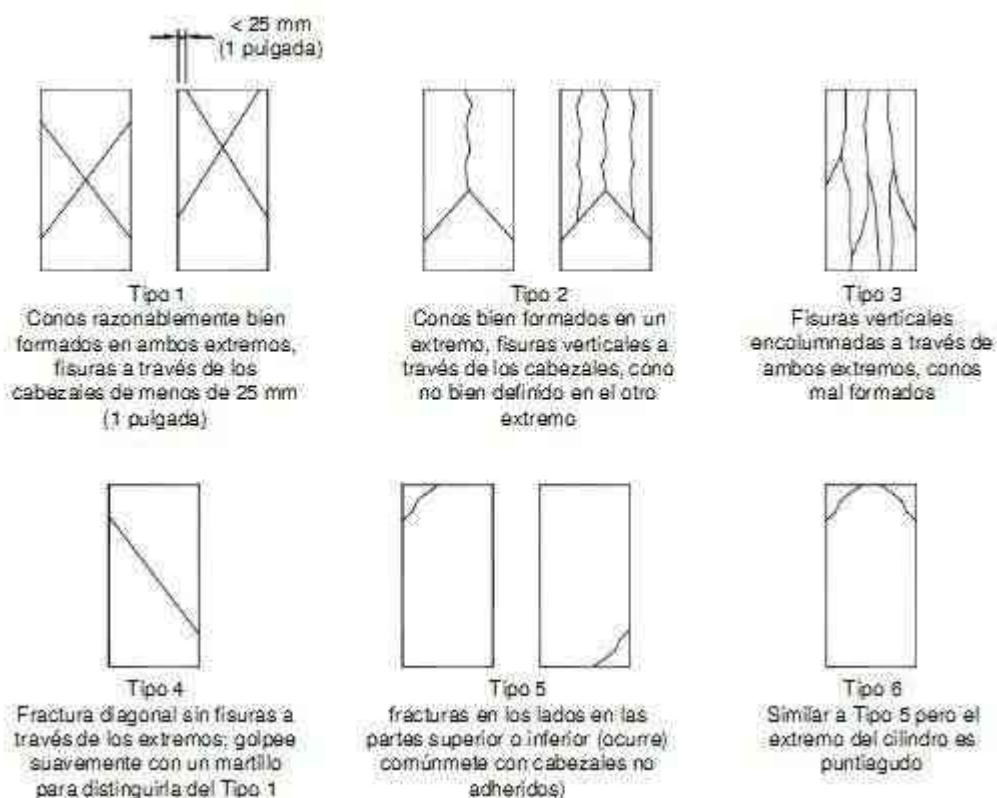 < 25 mm
(1 pulgada)
Tipo 1
Conos razonablemente bien
formados en ambos extremos,
fisuras a través de los
cabezales de menos de 25 mm
(1 pulgada)
Tipo 2
Conos bien formados en un
extremo, fisuras verticales a
través de los cabezales, cono
no bien definido en el otro
extremo
Tipo 3
Fisuras verticales
encolumnadas a través de
ambos extremos, conos
mal formados
Tipo 4
Fractura diagonal sin fisuras a
través de los extremos; golpee
suavemente con un martillo
para distinguirla del Tipo 1
Tipo 5
fracturas en los lados en las
partes superior o inferior (ocurre)
comúnmete con cabezales no
adheridos)
Tipo 6
Similar a Tipo 5 pero el
extremo del cilindro es
puntiagudo